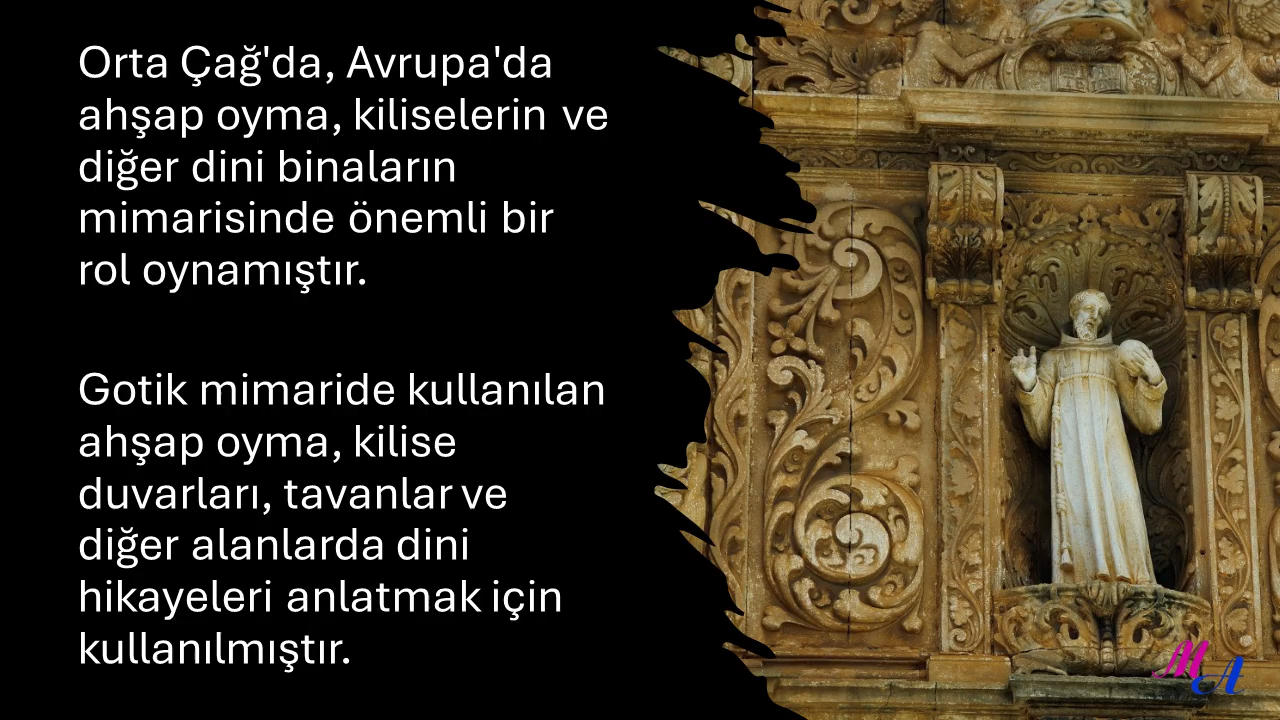 Orta Çağ'da, Avrupa'da
ahşap oyma, kiliselerin ve
diğer dini binaların
mimarisinde önemli bir
rol oynamıştır.
Gotik mimaride kullanılan
ahşap oyma, kilise
duvarları, tavanlar ve
diğer alanlarda dini
hikayeleri anlatmak için
kullanılmıştır.
MA